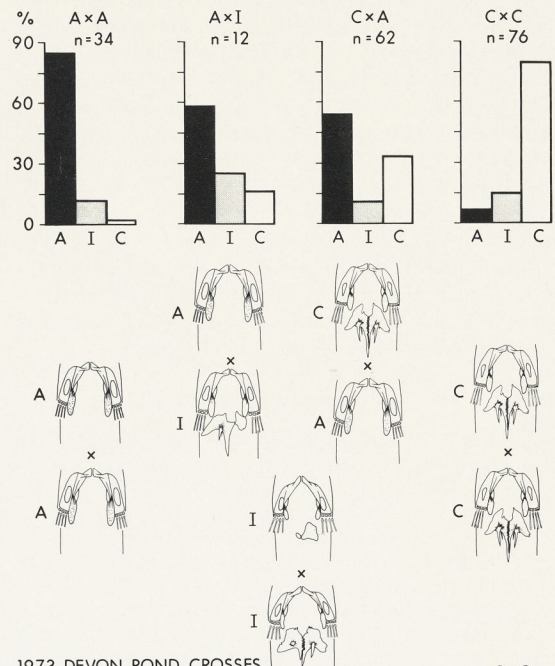 % A×A A×I C×A C×C
n=34 n=12 n=62 n=76
90
60
30
0
A I C A I C A I C A I C
A C
× ×
A I A C
× ×
A I C
×
I
1973 DEVON POND CROSSES